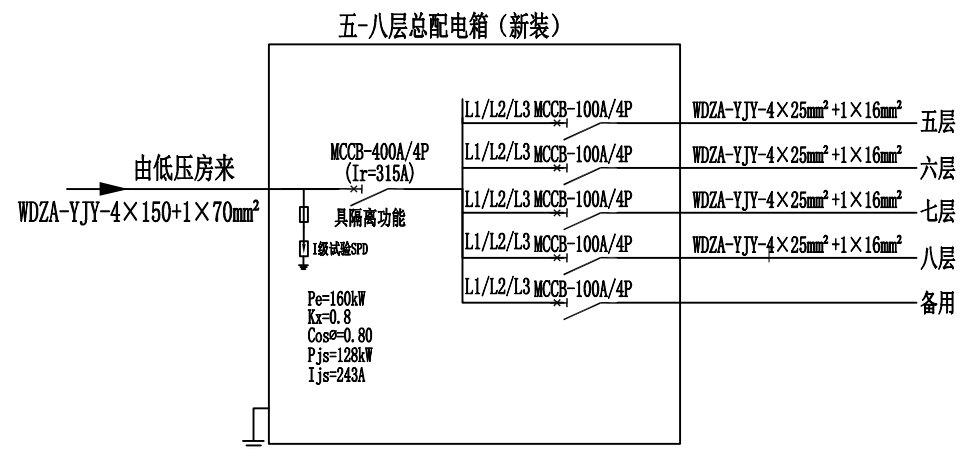 五-八层总配电箱（新装）
L1/L2/L3 MCCB-100A/4P WDZA-YJY-4×25mm²+1×16mm² 五层
L1/L2/L3 MCCB-100A/4P WDZA-YJY-4×25mm²+1×16mm² 六层
L1/L2/L3 MCCB-100A/4P WDZA-YJY-4×25mm²+1×16mm² 七层
L1/L2/L3 MCCB-100A/4P WDZA-YJY-4×25mm²+1×16mm² 八层
L1/L2/L3 MCCB-100A/4P 备用
MCCB-400A/4P
(Ir=315A)
具隔离功能
由低压房来
WDZA-YJY-4×150+1×70mm²
I级试验SPD
Pe=160kW
Kx=0.8
Cosø=0.80
Pjs=128kW
Ijs=243A